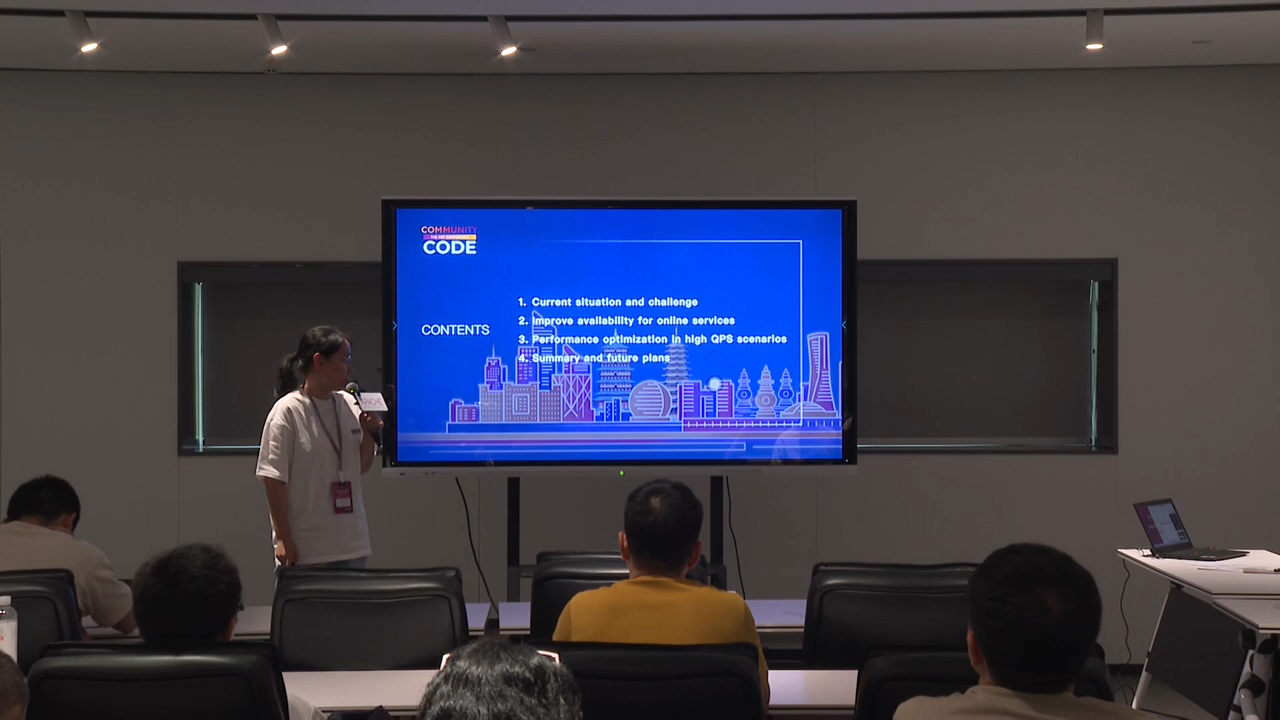 COMMUNITY
CODE
CONTENTS
1. Current situation and challenge
2. Improve availability for online services
3. Performance optimization in high QPS scenarios
4. Summary and future plans